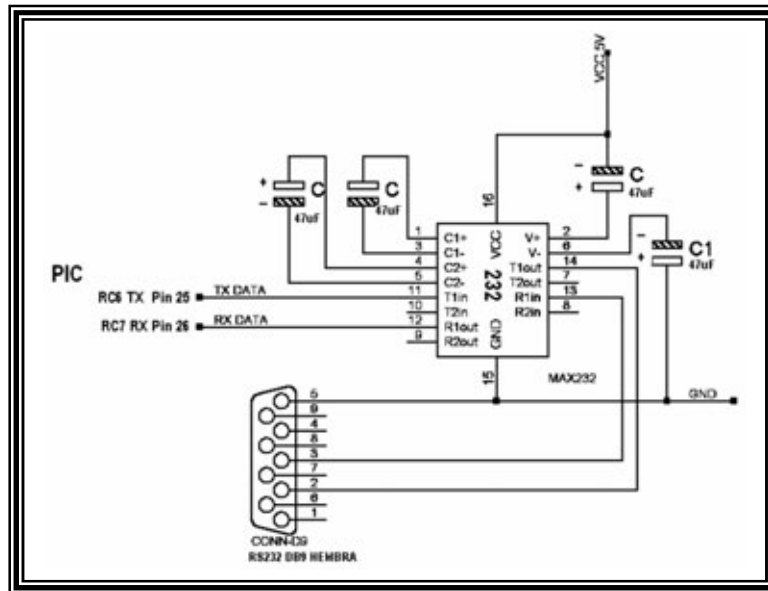 VCC 5V
+
C
-
47uF
C
47uF
-
C
+
47uF
16
1
C1+
3
C1-
4
C2+
5
C2-
11
T1in
10
T2in
12
R1out
9
R2out
VCC
232
GND
V+
2
V-
6
T1out
14
T2out
7
R1in
13
R2in
8
-
C1
+
47uF
PIC
RC6 TX Pin 25
TX DATA
RC7 RX Pin 26
RX DATA
15
MAX232
GND
5
9
4
8
3
7
2
6
1
CONN-D9
RS232 DB9 HEMBRA